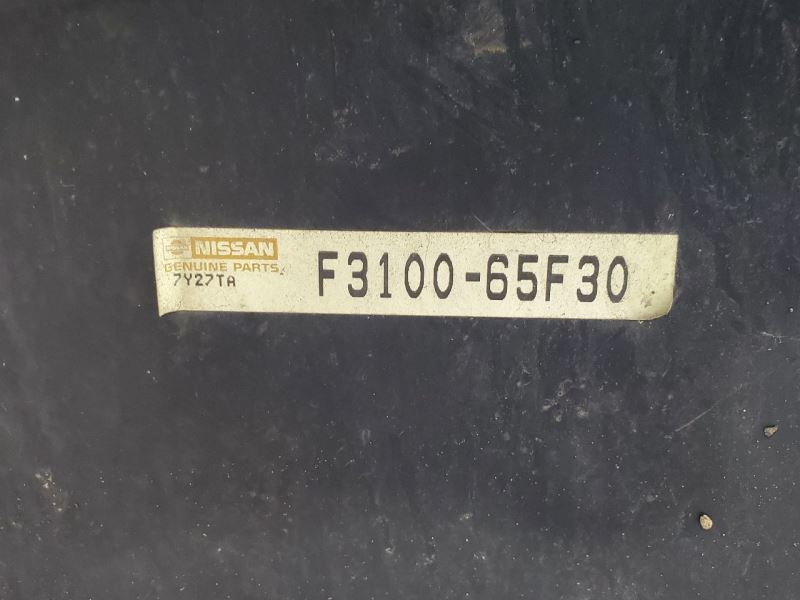 NISSAN
GENUINE PARTS
7Y27TA
F3100-65F30